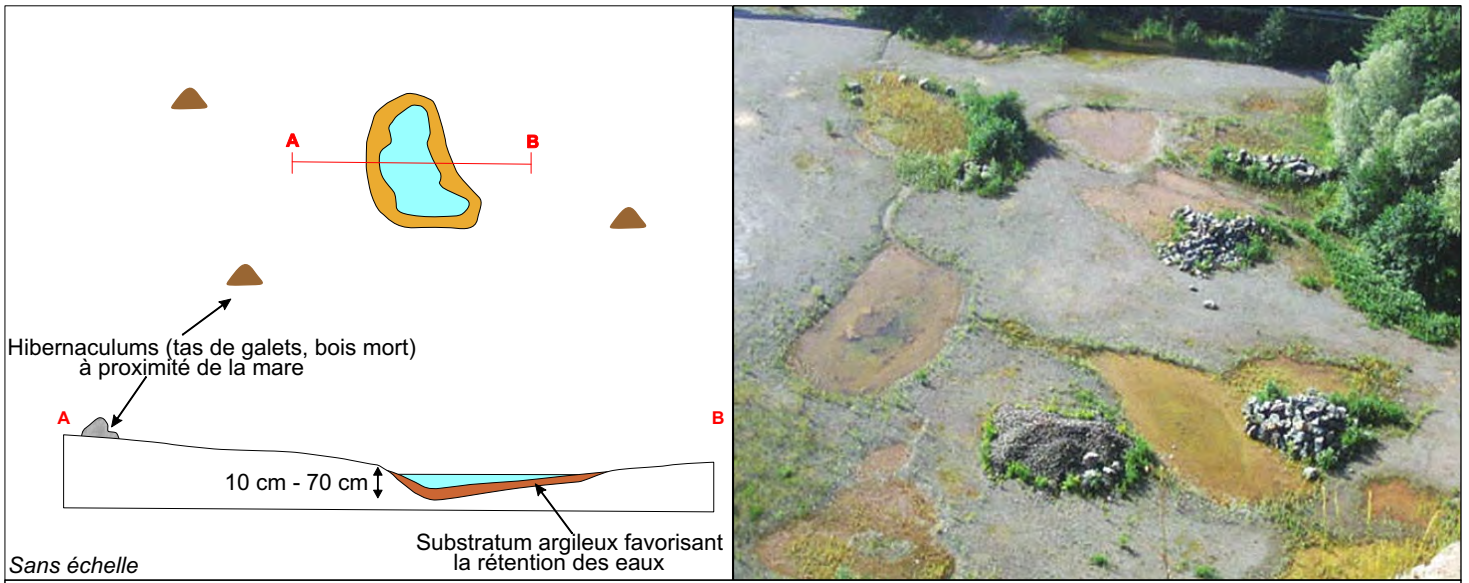 A
B
Hibernaculums (tas de galets, bois mort)
à proximité de la mare
A
B
10 cm - 70 cm
Substratum argileux favorisant
la rétention des eaux
Sans échelle